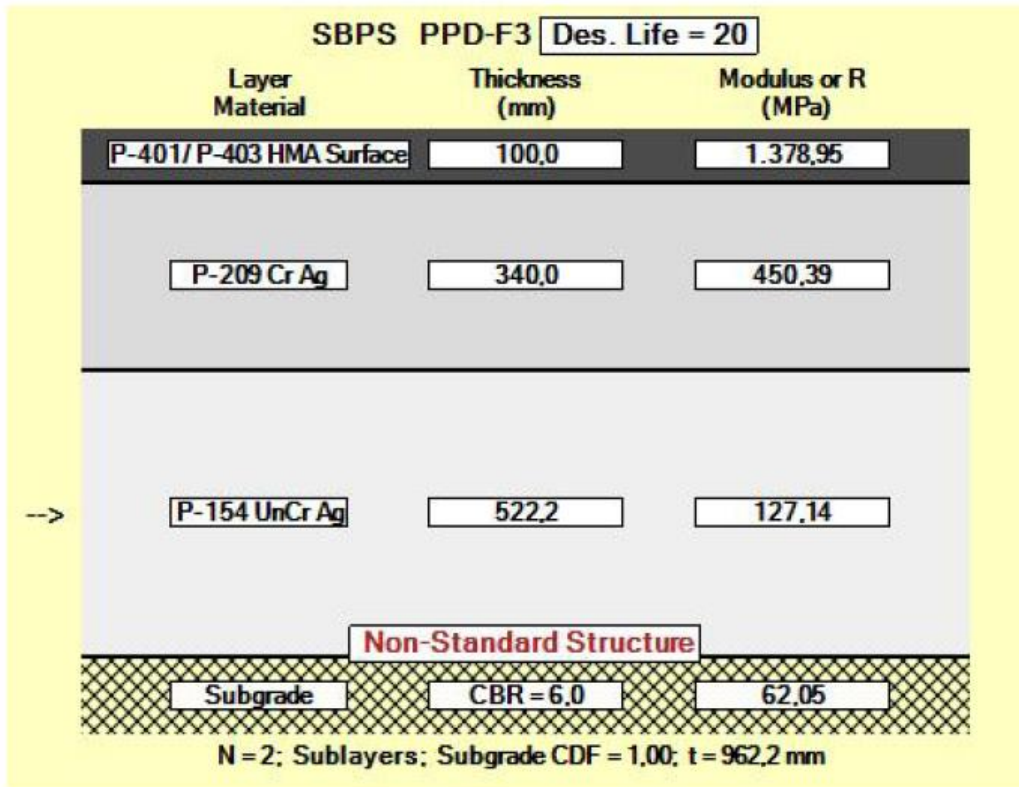 SBPS PPD-F3 Des. Life = 20
Layer Material Thickness (mm) Modulus or R (MPa)
P-401/ P-403 HMA Surface 100,0 1.378,95
P-209 Cr Ag 340,0 450,39
--> P-154 UnCr Ag 522,2 127,14
Non-Standard Structure
Subgrade CBR = 6,0 62,05
N = 2; Sublayers; Subgrade CDF = 1,00; t = 962,2 mm